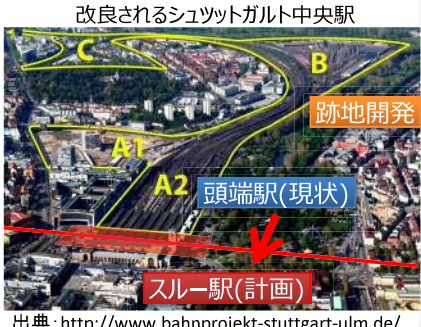 改良されるシュツットガルト中央駅
C
B
跡地開発
A1
A2
頭端駅(現状)
スルー駅(計画)
出典:http://www.bahnprojekt-stuttgart-ulm.de/